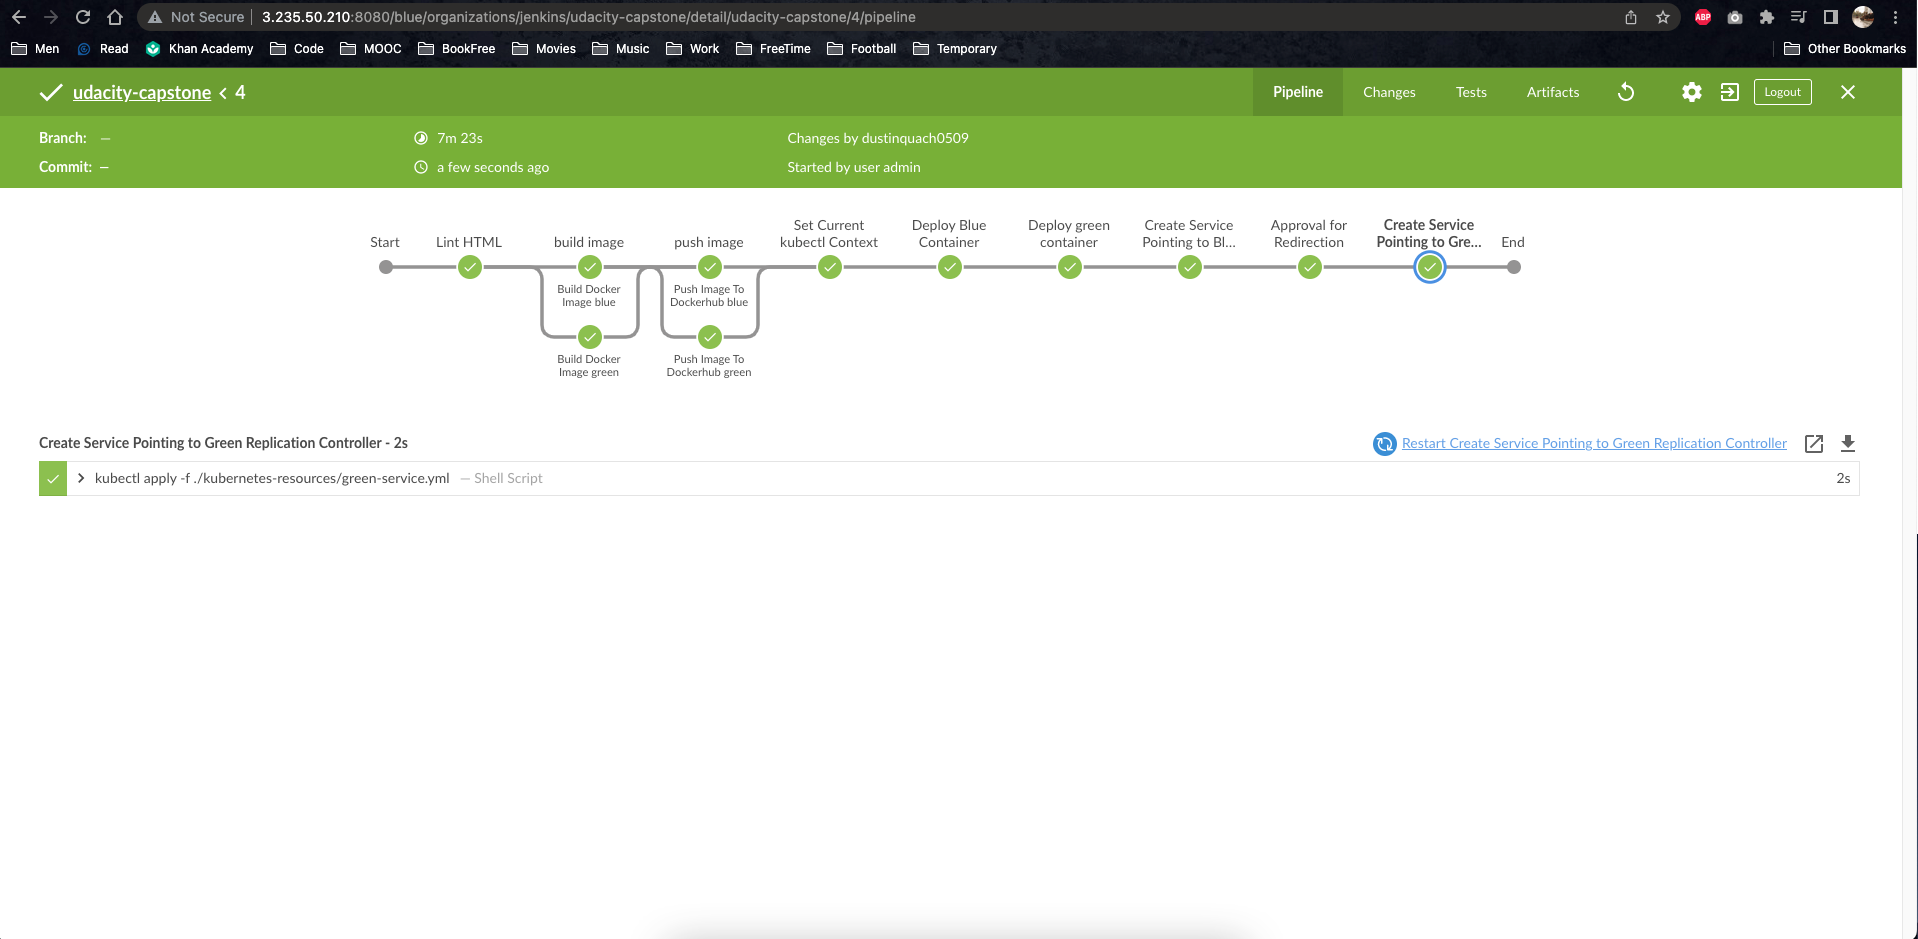 Not Secure 3.235.50.210:8080/blue/organizations/jenkins/udacity-capstone/detail/udacity-capstone/4/pipeline
ABP
Men Read Khan Academy Code MOOC BookFree Movies Music Work FreeTime Football Temporary Other Bookmarks
udacity-capstone < 4 Pipeline Changes Tests Artifacts Logout
Branch: — 7m 23s Changes by dustinquach0509
Commit: — a few seconds ago Started by user admin
Start
Lint HTML
build image
push image
Set Current
kubectl Context
Deploy Blue
Container
Deploy green
container
Create Service
Pointing to Bl...
Approval for
Redirection
Create Service
Pointing to Gre...
End
Build Docker
Image blue
Push Image To
Dockerhub blue
Build Docker
Image green
Push Image To
Dockerhub green
Create Service Pointing to Green Replication Controller - 2s Restart Create Service Pointing to Green Replication Controller
kubectl apply -f ./kubernetes-resources/green-service.yml — Shell Script 2s